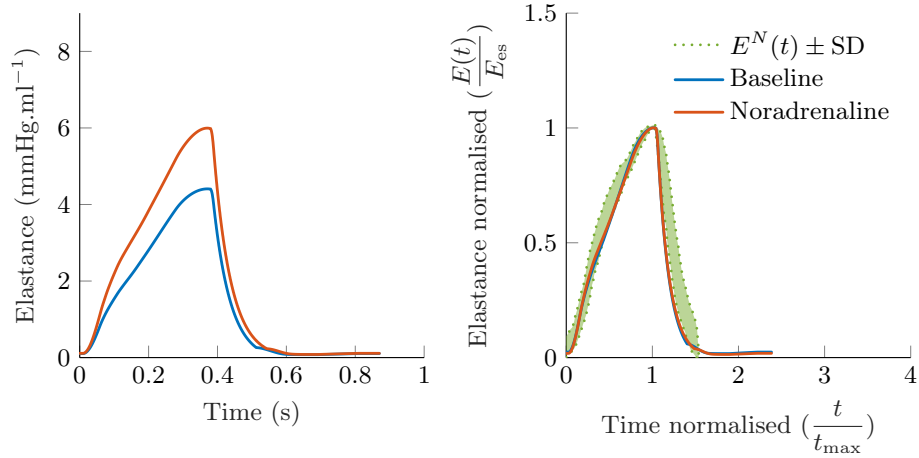 Elastance (mmHg.ml⁻¹)
8
6
4
2
0
0 0.2 0.4 0.6 0.8 1
Time (s)
Elastance normalised (E(t)/E_es)
1.5
1
0.5
0
E^N(t) ± SD
Baseline
Noradrenaline
0 1 2 3 4
Time normalised (t/t_max)